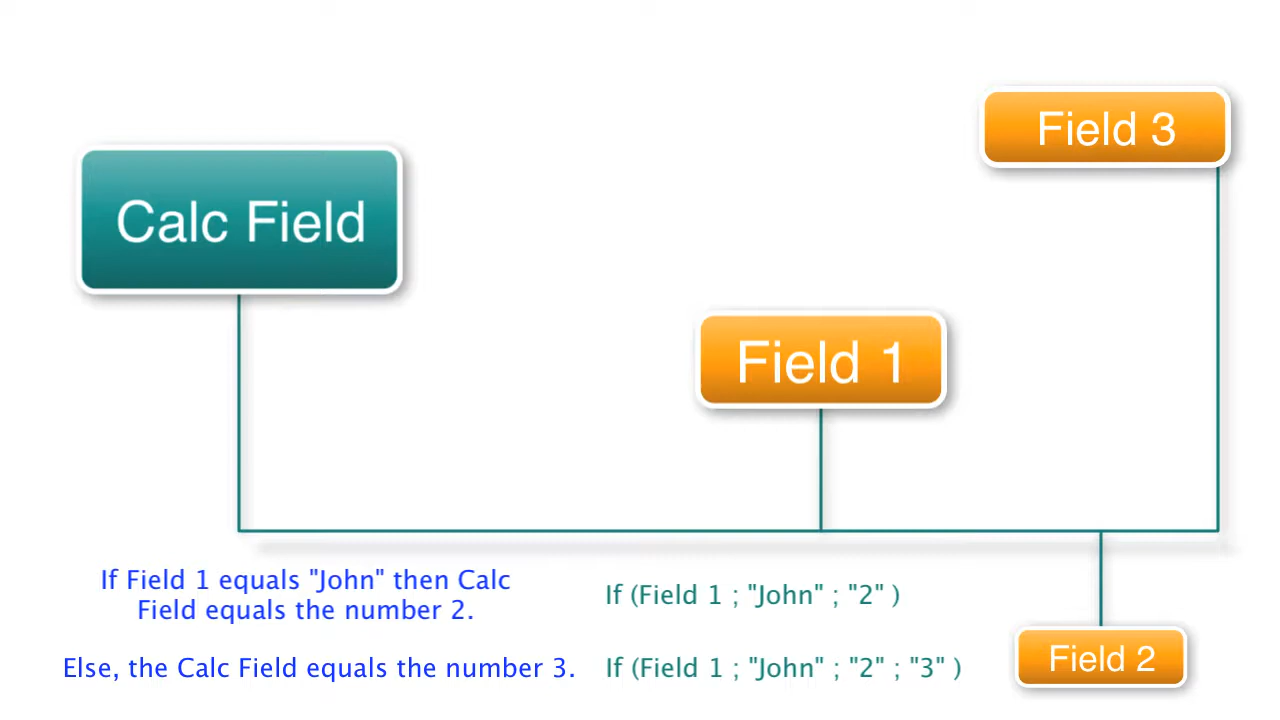 Field 3
Calc Field
Field 1
If Field 1 equals "John" then Calc
Field equals the number 2.
If (Field 1 ; "John" ; "2" )
Else, the Calc Field equals the number 3.
If (Field 1 ; "John" ; "2" ; "3" )
Field 2